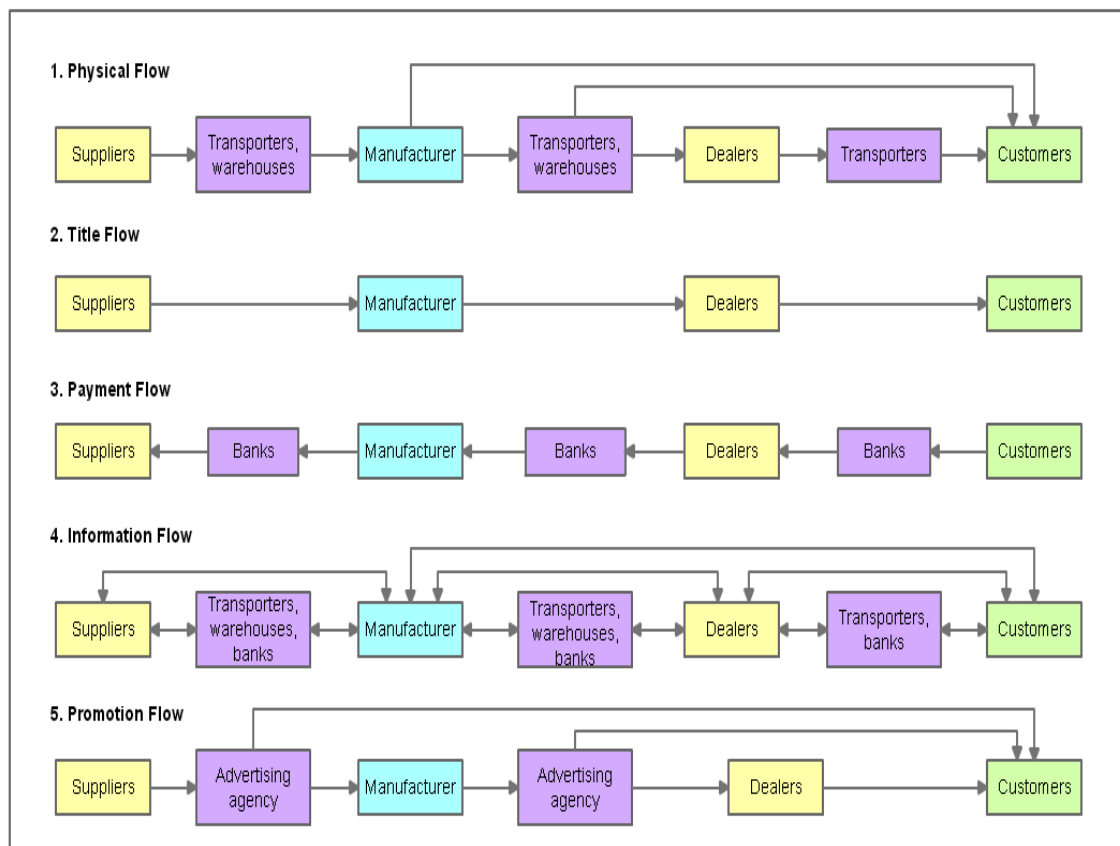 1. Physical Flow
Suppliers
Transporters,
warehouses
Manufacturer
Transporters,
warehouses
Dealers
Transporters
Customers
2. Title Flow
Suppliers
Manufacturer
Dealers
Customers
3. Payment Flow
Suppliers
Banks
Manufacturer
Banks
Dealers
Banks
Customers
4. Information Flow
Suppliers
Transporters,
warehouses,
banks
Manufacturer
Transporters,
warehouses,
banks
Dealers
Transporters,
banks
Customers
5. Promotion Flow
Suppliers
Advertising
agency
Manufacturer
Advertising
agency
Dealers
Customers